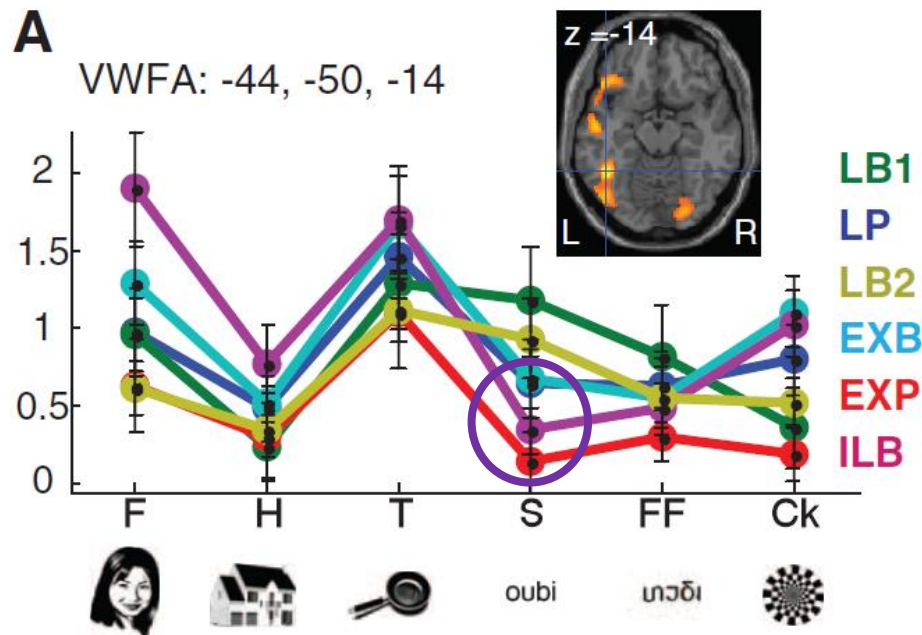 A
VWFA: -44, -50, -14
z =-14
L R
2
1.5
1
0.5
0
LB1
LP
LB2
EXB
EXP
ILB
F H T S FF Ck
oubi